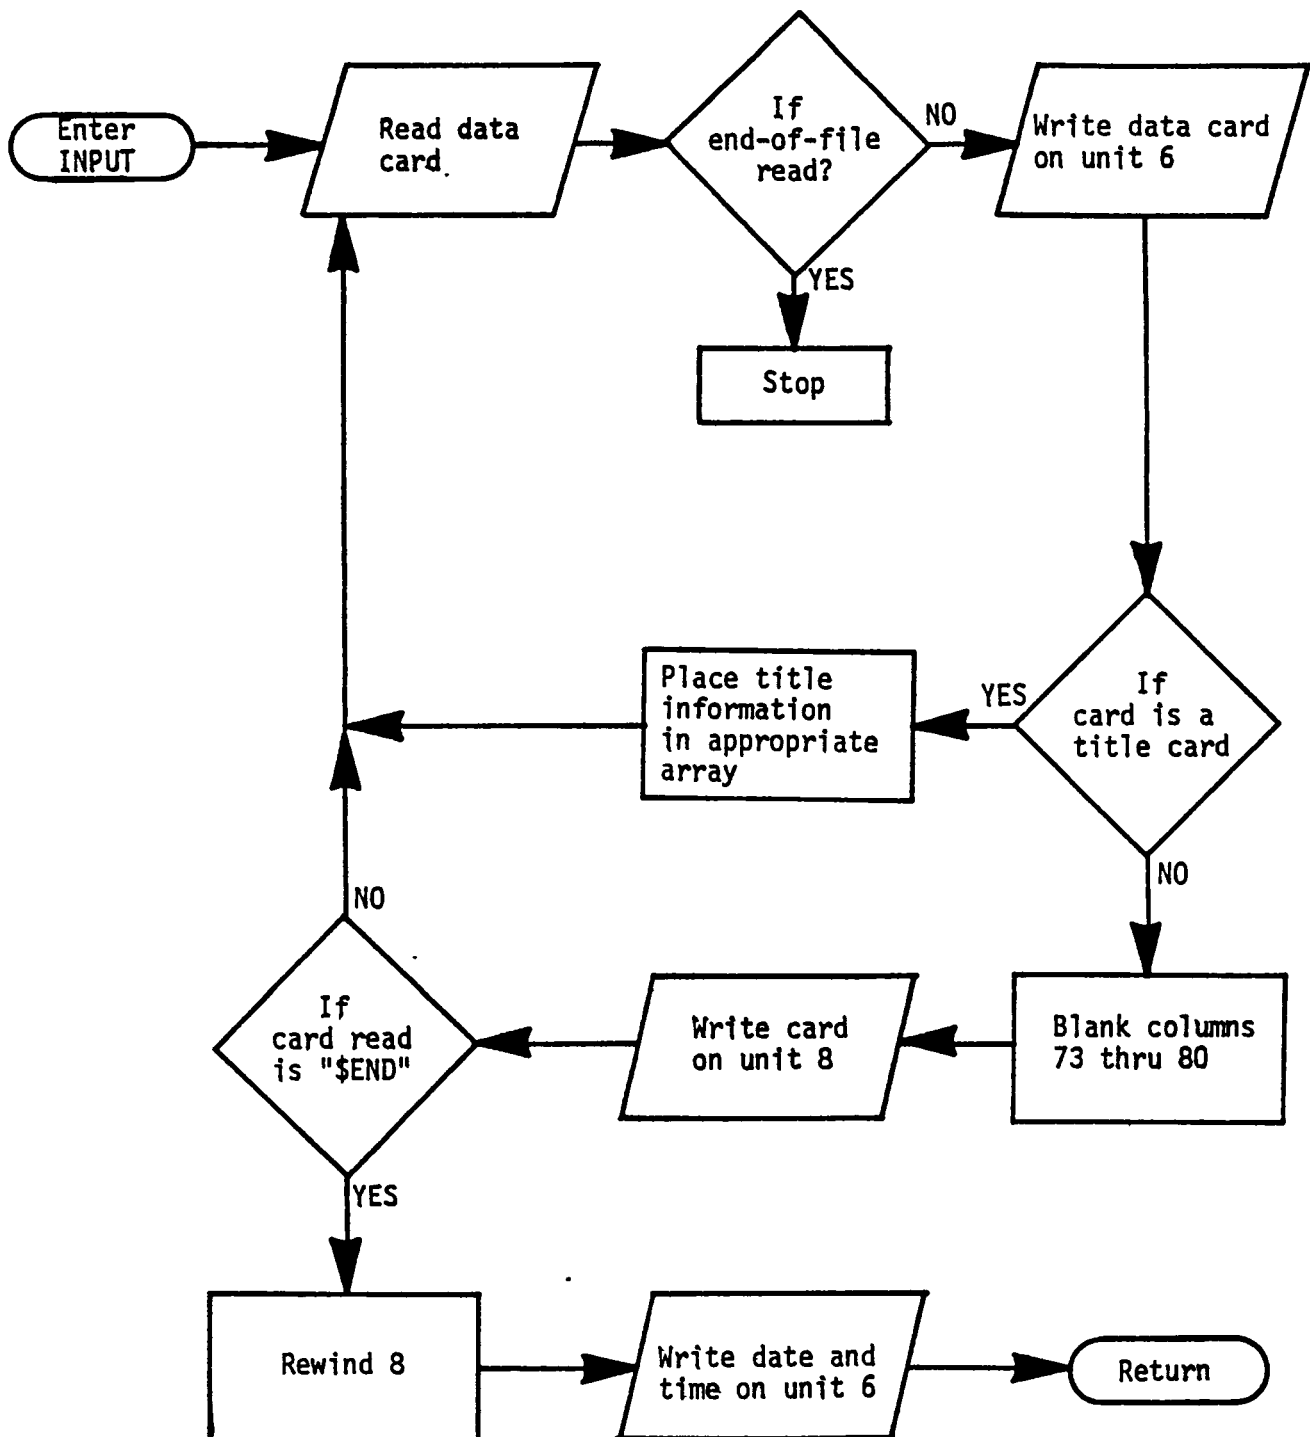 Enter
INPUT
Read data
card.
If
end-of-file
read?
NO
Write data card
on unit 6
YES
Stop
Place title
information
in appropriate
array
YES
If
card is a
title card
NO
NO
If
card read
is "$END"
Write card
on unit 8
Blank columns
73 thru 80
YES
Rewind 8
Write date and
time on unit 6
Return